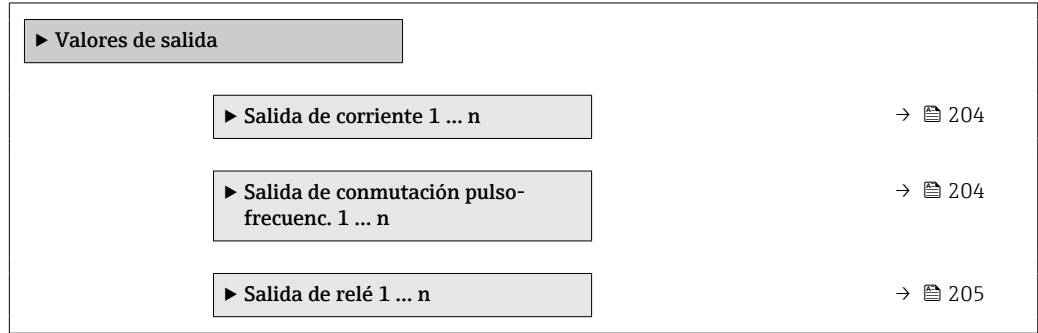 ▶ Valores de salida
▶ Salida de corriente 1 … n → 🖹 204
▶ Salida de conmutación pulso- → 🖹 204
frecuenc. 1 … n
▶ Salida de relé 1 … n → 🖹 205